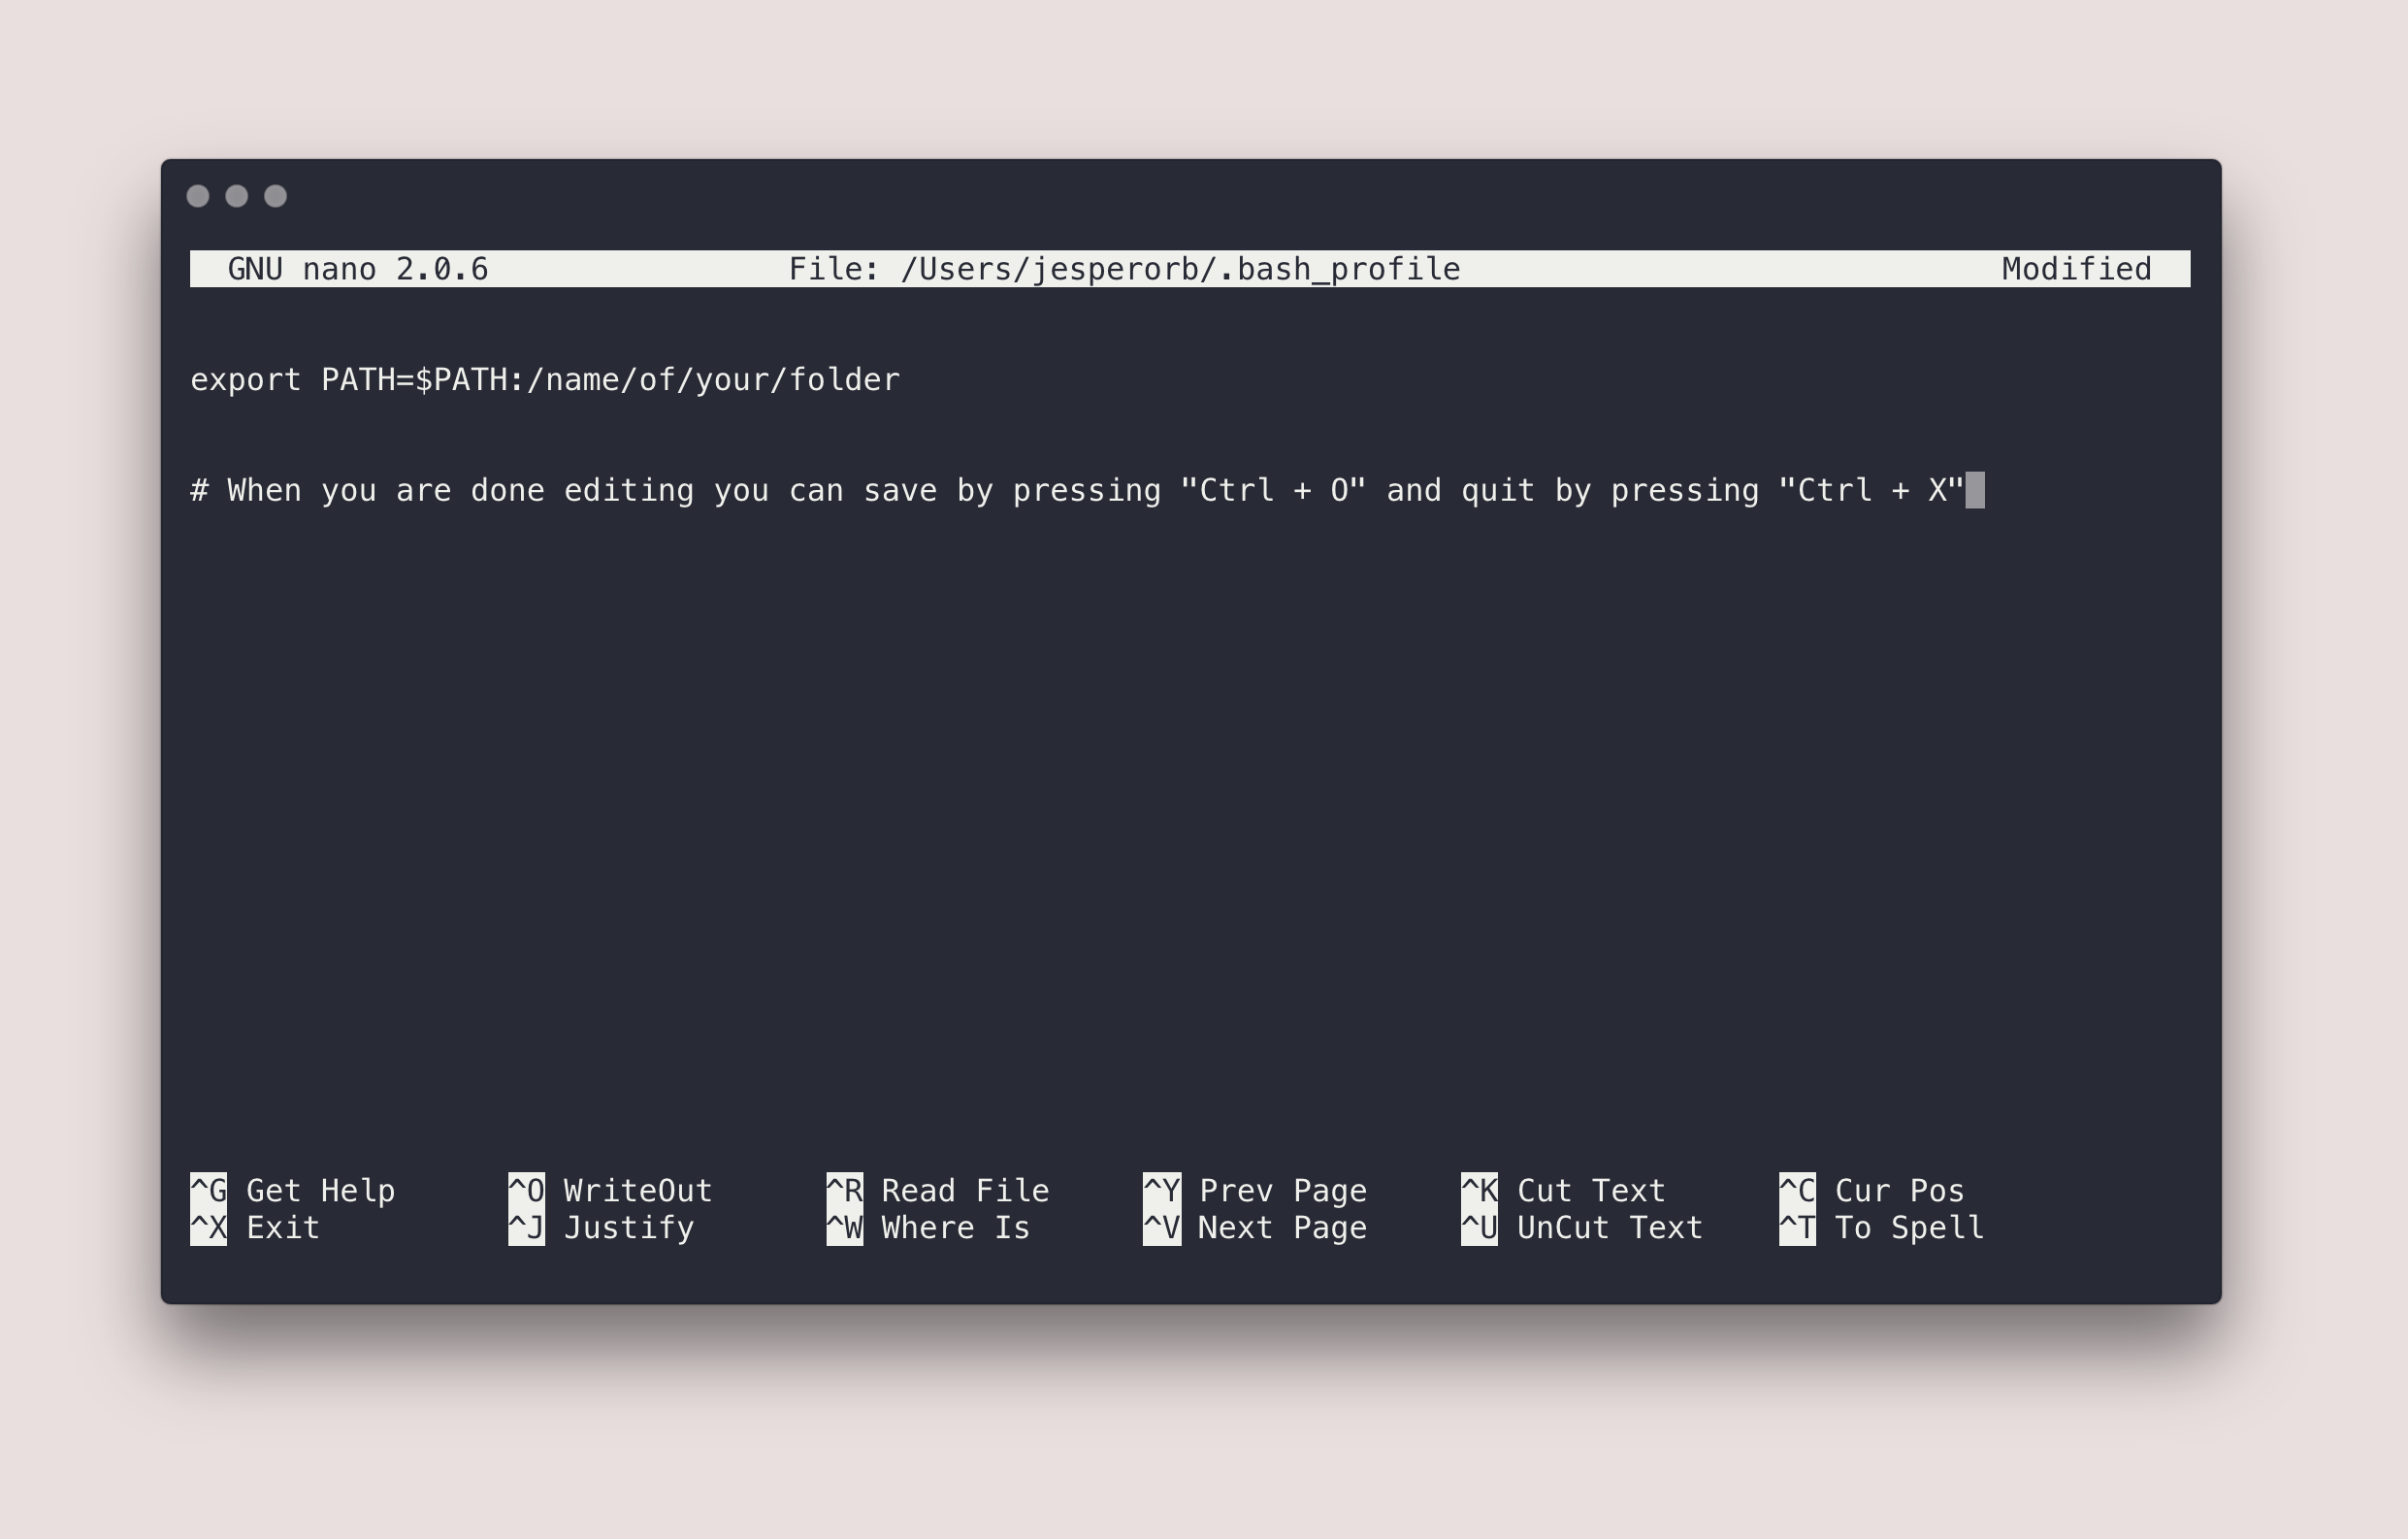 GNU nano 2.0.6 File: /Users/jesperorb/.bash_profile Modified
export PATH=$PATH:/name/of/your/folder
# When you are done editing you can save by pressing "Ctrl + O" and quit by pressing "Ctrl + X"
^G Get Help ^O WriteOut ^R Read File ^Y Prev Page ^K Cut Text ^C Cur Pos
^X Exit ^J Justify ^W Where Is ^V Next Page ^U UnCut Text ^T To Spell